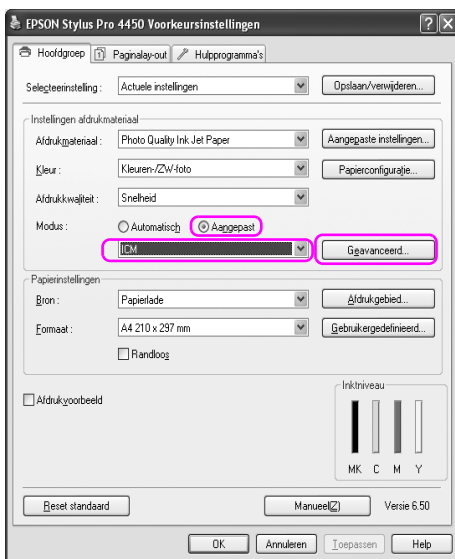 EPSON Stylus Pro 4450 Voorkeursinstellingen
Hoofdgroep Paginalay-out Hulpprogramma's
Selecteerinstelling : Actuele instellingen Opslaan/verwijderen...
Instellingen afdrukmateriaal
Afdrukmateriaal : Photo Quality Ink Jet Paper Aangepaste instellingen...
Kleur : Kleuren-/ZW-foto Papierconfiguratie...
Afdrukkwaliteit : Snelheid
Modus : Automatisch Aangepast
ICM Geavanceerd...
Papierinstellingen
Bron : Papierlade Afdrukgebied...
Formaat : A4 210 x 297 mm Gebruikergedefinieerd...
Randloos
Afdrukvoorbeeld
Inktniveau
MK C M Y
Reset standaard Manueel(Z) Versie 6.50
OK Annuleren Toepassen Help